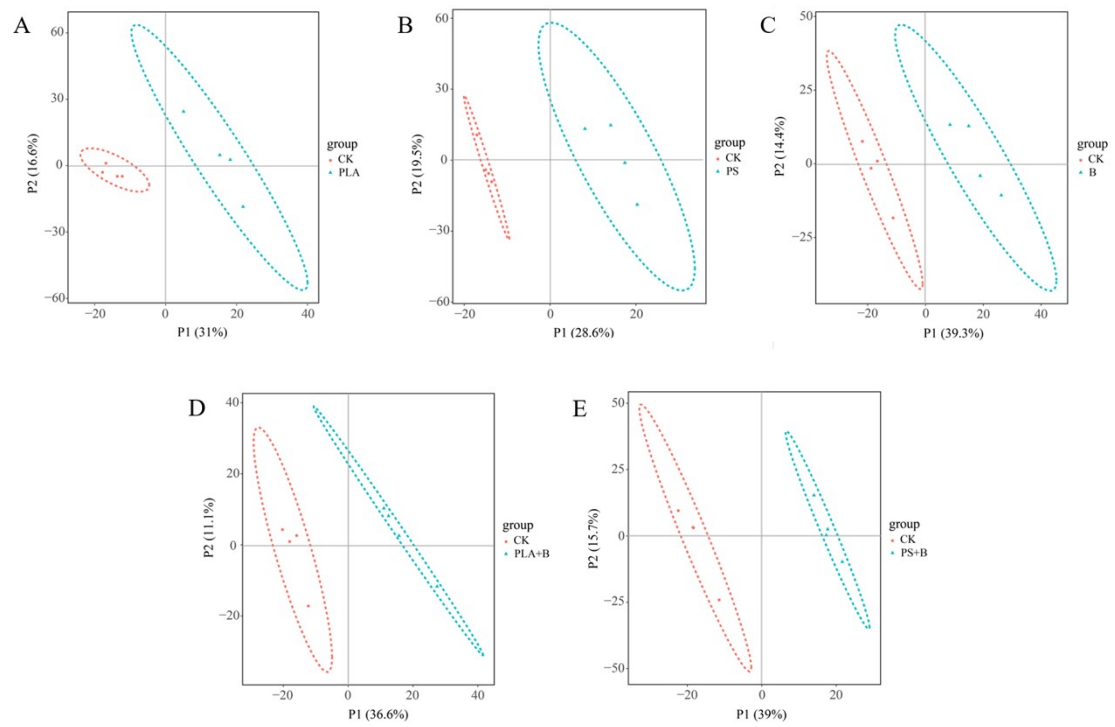 A
60
30
0
−30
−60
P2 (16.6%)
−20
0
20
40
P1 (31%)
group
CK
PLA
B
60
30
0
−30
−60
P2 (19.5%)
−20
0
20
P1 (28.6%)
group
CK
PS
C
50
25
0
−25
P2 (14.4%)
−20
0
20
40
P1 (39.3%)
group
CK
B
D
40
20
0
−20
P2 (11.1%)
−20
0
20
40
P1 (36.6%)
group
CK
PLA+B
E
50
25
0
−25
−50
P2 (15.7%)
−20
0
20
P1 (39%)
group
CK
PS+B